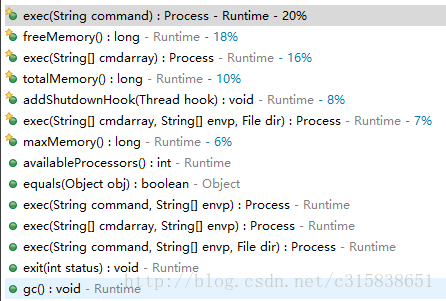 exec(String command) : Process - Runtime - 20%
freeMemory() : long - Runtime - 18%
exec(String[] cmdarray) : Process - Runtime - 16%
totalMemory() : long - Runtime - 10%
addShutdownHook(Thread hook) : void - Runtime - 8%
exec(String[] cmdarray, String[] envp, File dir) : Process - Runtime - 7%
maxMemory() : long - Runtime - 6%
availableProcessors() : int - Runtime
equals(Object obj) : boolean - Object
exec(String command, String[] envp) : Process - Runtime
exec(String[] cmdarray, String[] envp) : Process - Runtime
exec(String command, String[] envp, File dir) : Process - Runtime
exit(int status) : void - Runtime
http://blog.csdn.net/c315838651
gc() : void - Runtime